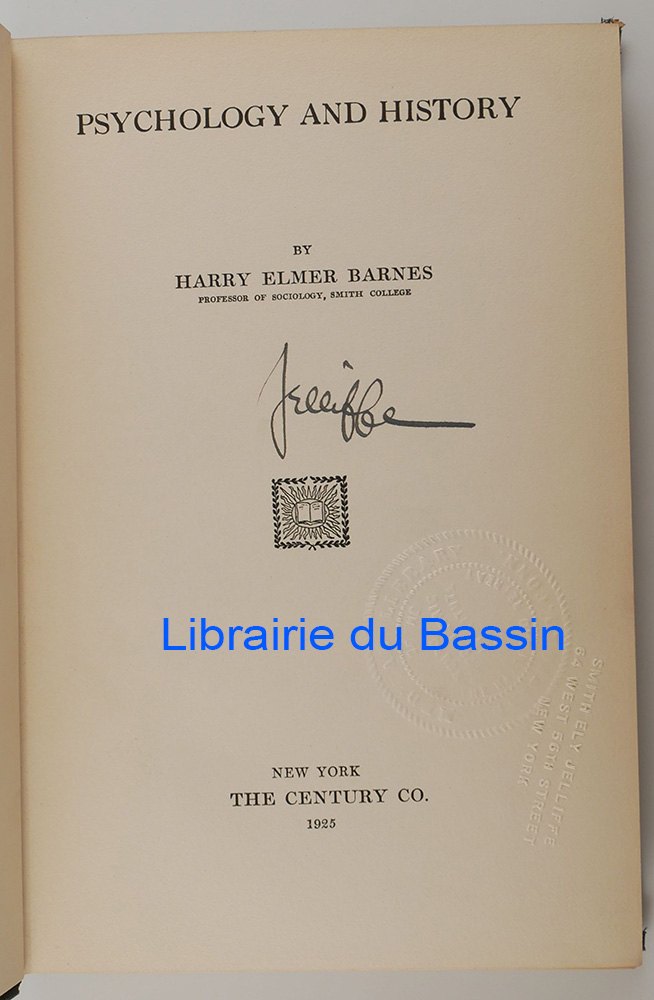 PSYCHOLOGY AND HISTORY
BY
HARRY ELMER BARNES
PROFESSOR OF SOCIOLOGY, SMITH COLLEGE
Jelliffe
Librairie du Bassin
SMITH ELY JELLIFFE
64 WEST 56TH STREET
NEW YORK
NEW YORK
THE CENTURY CO.
1925